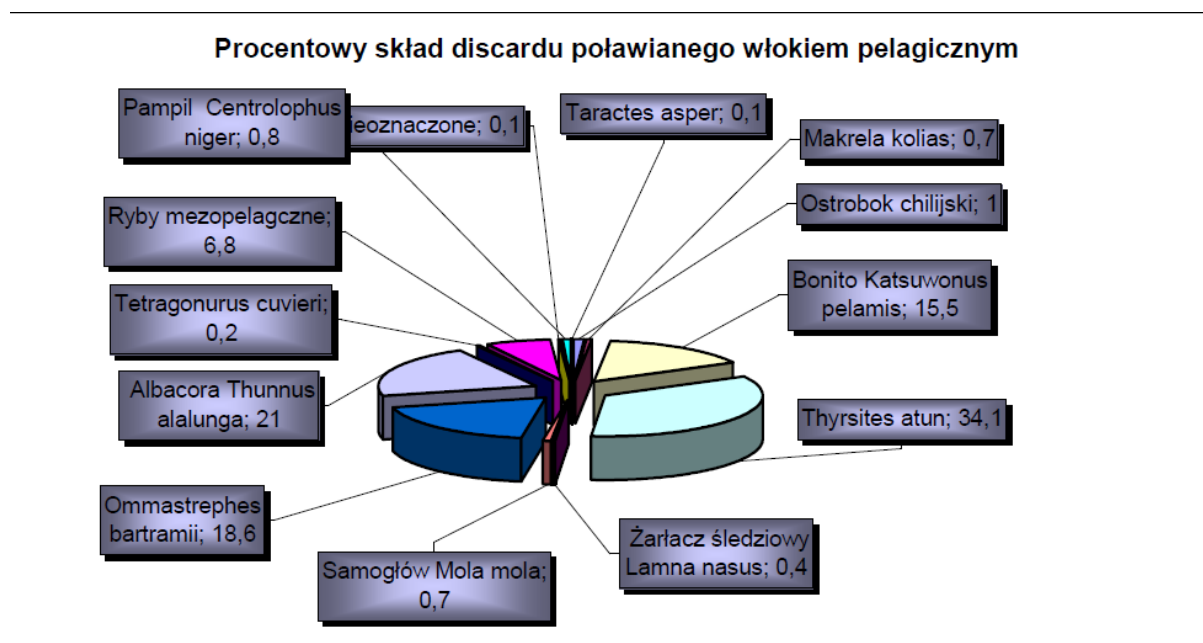 Procentowy skład discardu poławianego włokiem pelagicznym
Pampil Centrolophus
niger; 0,8
ieoznaczone; 0,1
Taractes asper; 0,1
Makrela kolias; 0,7
Ostrobok chilijski; 1
Ryby mezopelagczne;
6,8
Bonito Katsuwonus
pelamis; 15,5
Tetragonurus cuvieri;
0,2
Albacora Thunnus
alalunga; 21
Thyrsites atun; 34,1
Ommastrephes
bartramii; 18,6
Żarłacz śledziowy
Lamna nasus; 0,4
Samogłów Mola mola;
0,7